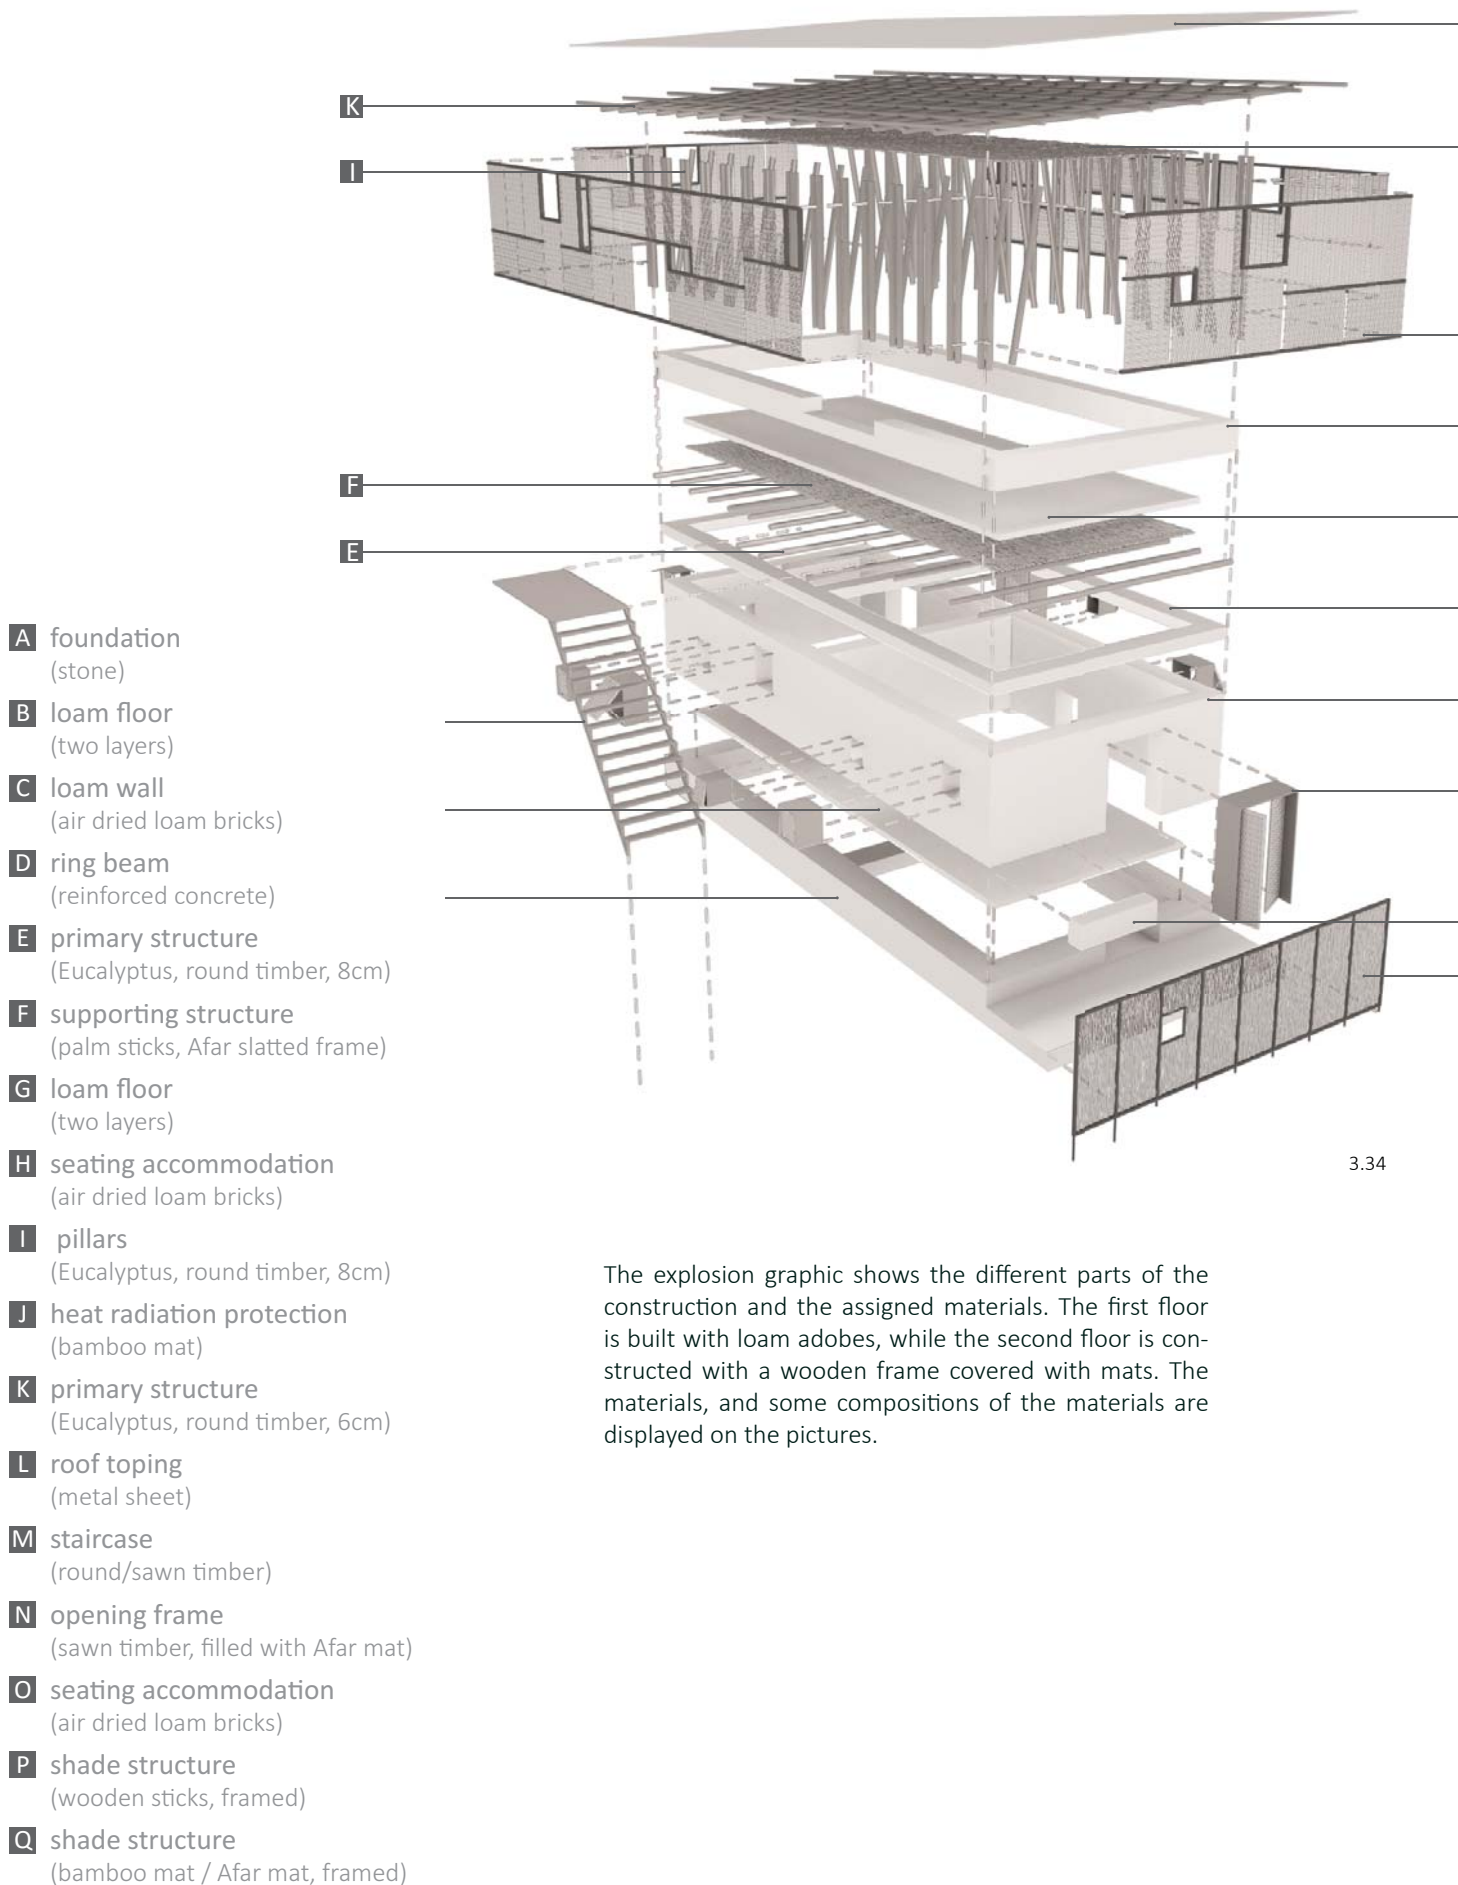 K
I
F
E
A foundation
(stone)
B loam floor
(two layers)
C loam wall
(air dried loam bricks)
D ring beam
(reinforced concrete)
E primary structure
(Eucalyptus, round timber, 8cm)
F supporting structure
(palm sticks, Afar slatted frame)
G loam floor
(two layers)
H seating accommodation
(air dried loam bricks)
I pillars
(Eucalyptus, round timber, 8cm)
J heat radiation protection
(bamboo mat)
K primary structure
(Eucalyptus, round timber, 6cm)
L roof toping
(metal sheet)
M staircase
(round/sawn timber)
N opening frame
(sawn timber, filled with Afar mat)
O seating accommodation
(air dried loam bricks)
P shade structure
(wooden sticks, framed)
Q shade structure
(bamboo mat / Afar mat, framed)
3.34
The explosion graphic shows the different parts of the
construction and the assigned materials. The first floor
is built with loam adobes, while the second floor is con-
structed with a wooden frame covered with mats. The
materials, and some compositions of the materials are
displayed on the pictures.